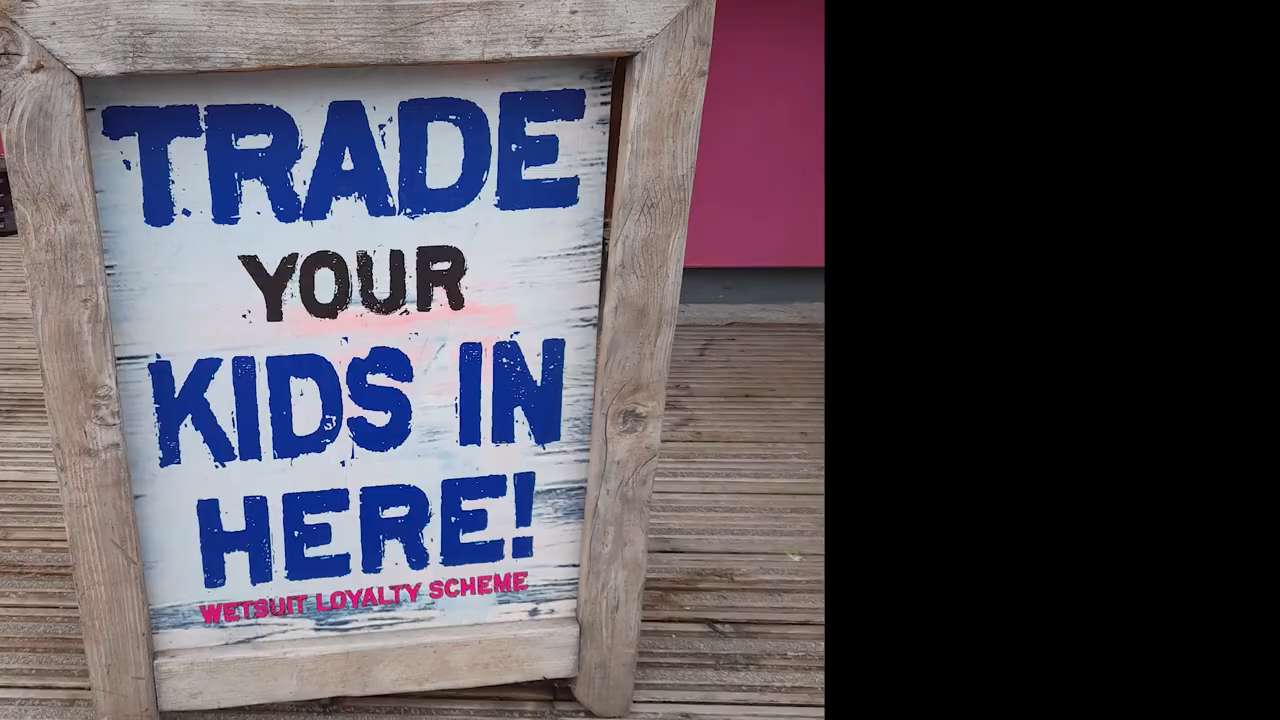 TRADE
YOUR
KIDS IN
HERE!
WETSUIT LOYALTY SCHEME